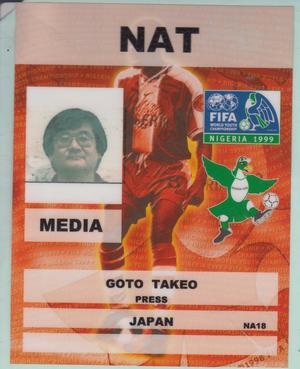 NAT
FIFA
WORLD YOUTH
CHAMPIONSHIP
NIGERIA 1999
MEDIA
GOTO TAKEO
PRESS
JAPAN
NA18